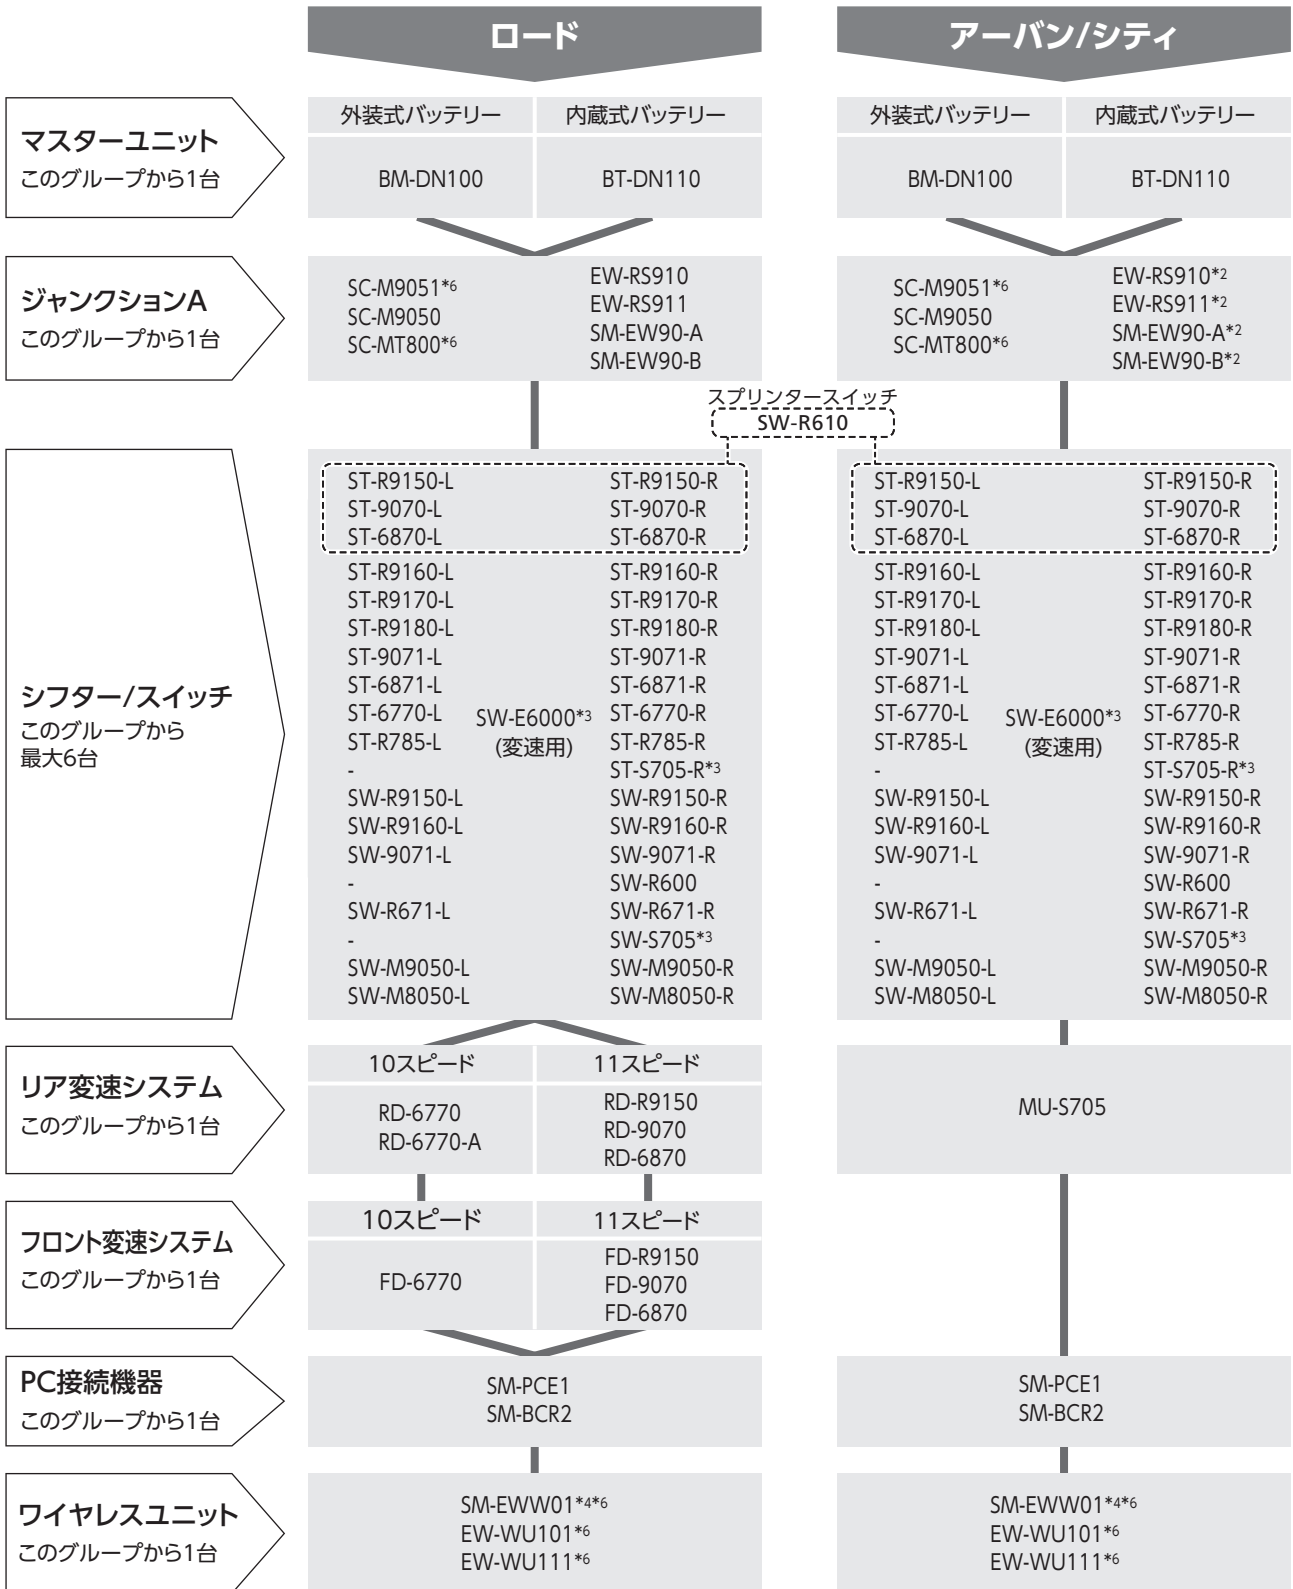 ロード
アーバン/シティ
マスターユニット
このグループから1台
外装式バッテリー 内蔵式バッテリー
BM-DN100 BT-DN110
外装式バッテリー 内蔵式バッテリー
BM-DN100 BT-DN110
ジャンクションA
このグループから1台
SC-M9051*6
SC-M9050
SC-MT800*6
EW-RS910
EW-RS911
SM-EW90-A
SM-EW90-B
SC-M9051*6
SC-M9050
SC-MT800*6
EW-RS910*2
EW-RS911*2
SM-EW90-A*2
SM-EW90-B*2
スプリンタースイッチ
SW-R610
シフター/スイッチ
このグループから
最大6台
ST-R9150-L ST-R9150-R
ST-9070-L ST-9070-R
ST-6870-L ST-6870-R
ST-R9160-L ST-R9160-R
ST-R9170-L ST-R9170-R
ST-R9180-L ST-R9180-R
ST-9071-L ST-9071-R
ST-6871-L ST-6871-R
ST-6770-L SW-E6000*3 ST-6770-R
ST-R785-L (変速用) ST-R785-R
- ST-S705-R*3
SW-R9150-L SW-R9150-R
SW-R9160-L SW-R9160-R
SW-9071-L SW-9071-R
- SW-R600
SW-R671-L SW-R671-R
- SW-S705*3
SW-M9050-L SW-M9050-R
SW-M8050-L SW-M8050-R
ST-R9150-L ST-R9150-R
ST-9070-L ST-9070-R
ST-6870-L ST-6870-R
ST-R9160-L ST-R9160-R
ST-R9170-L ST-R9170-R
ST-R9180-L ST-R9180-R
ST-9071-L ST-9071-R
ST-6871-L ST-6871-R
ST-6770-L SW-E6000*3 ST-6770-R
ST-R785-L (変速用) ST-R785-R
- ST-S705-R*3
SW-R9150-L SW-R9150-R
SW-R9160-L SW-R9160-R
SW-9071-L SW-9071-R
- SW-R600
SW-R671-L SW-R671-R
- SW-S705*3
SW-M9050-L SW-M9050-R
SW-M8050-L SW-M8050-R
リア変速システム
このグループから1台
10スピード 11スピード
RD-6770
RD-6770-A
RD-R9150
RD-9070
RD-6870
MU-S705
フロント変速システム
このグループから1台
10スピード 11スピード
FD-6770
FD-R9150
FD-9070
FD-6870
PC接続機器
このグループから1台
SM-PCE1
SM-BCR2
SM-PCE1
SM-BCR2
ワイヤレスユニット
このグループから1台
SM-EWW01*4*6
EW-WU101*6
EW-WU111*6
SM-EWW01*4*6
EW-WU101*6
EW-WU111*6